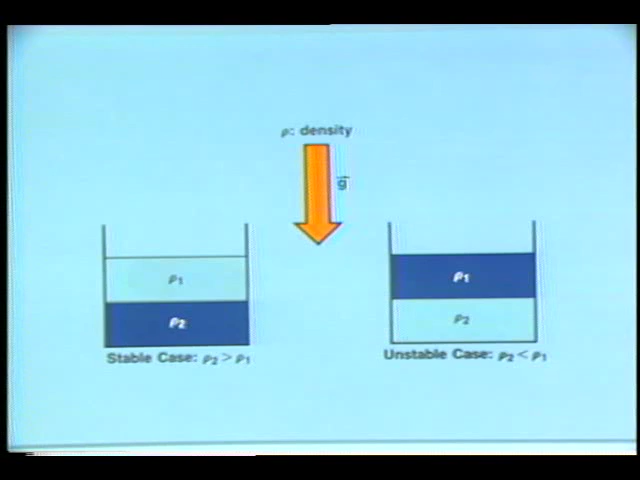 ρ: density
g⃗
ρ₁
ρ₂
Stable Case: ρ₂ > ρ₁
ρ₁
ρ₂
Unstable Case: ρ₂ < ρ₁